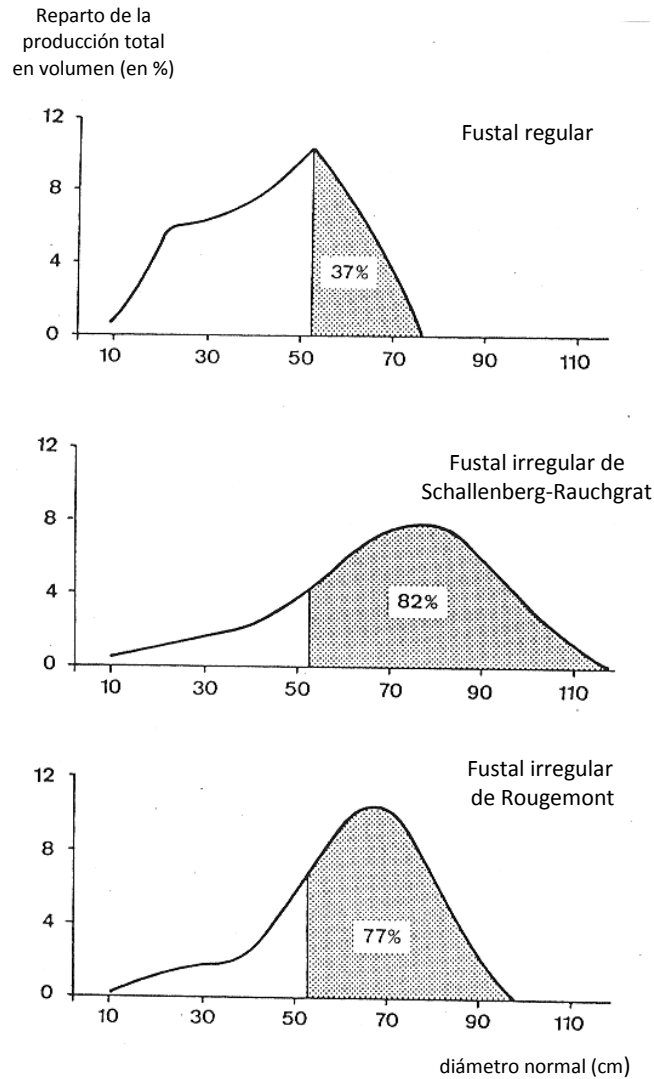 Reparto de la
producción total
en volumen (en %)
Fustal regular
12
8
4
0
37%
10 30 50 70 90 110
Fustal irregular de
Schallenberg-Rauchgrat
12
8
4
0
82%
10 30 50 70 90 110
Fustal irregular
de Rougemont
12
8
4
0
77%
10 30 50 70 90 110
diámetro normal (cm)